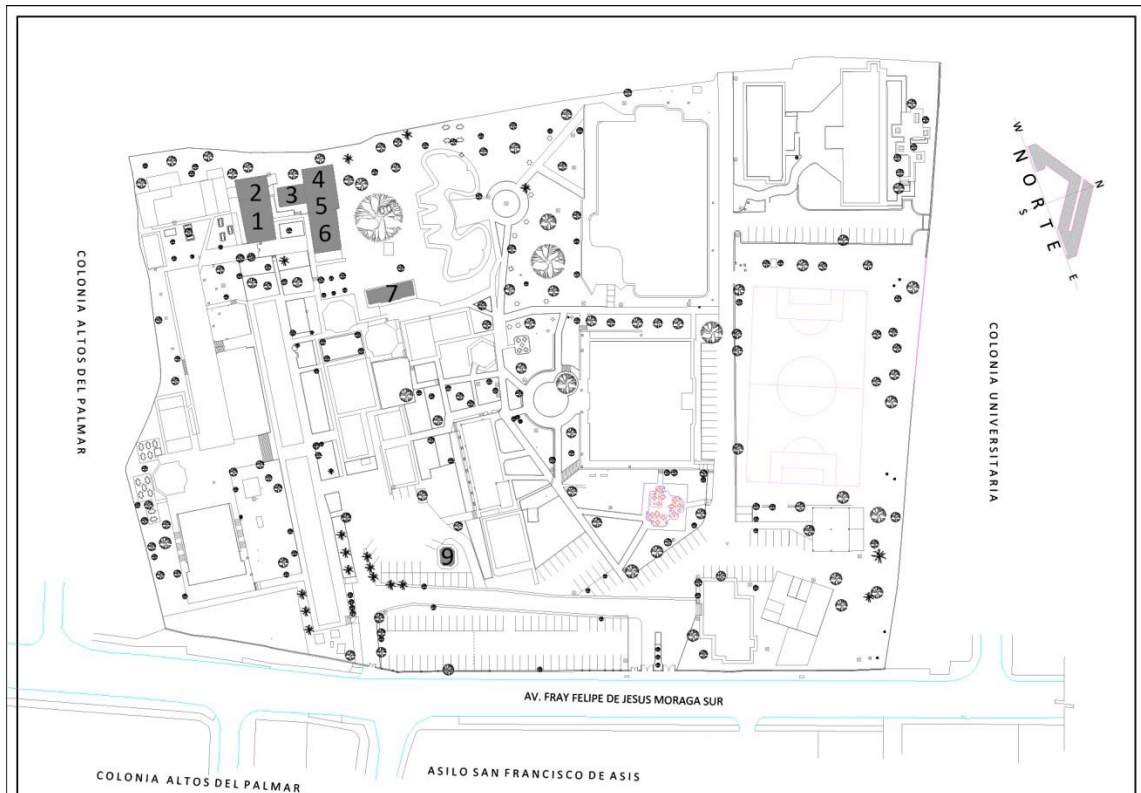 W
N
NORTE
S
E
2
1
3
4
5
6
7
9
COLONIA ALTOS DEL PALMAR
COLONIA UNIVERSITARIA
AV. FRAY FELIPE DE JESUS MORAGA SUR
COLONIA ALTOS DEL PALMAR
ASILO SAN FRANCISCO DE ASIS